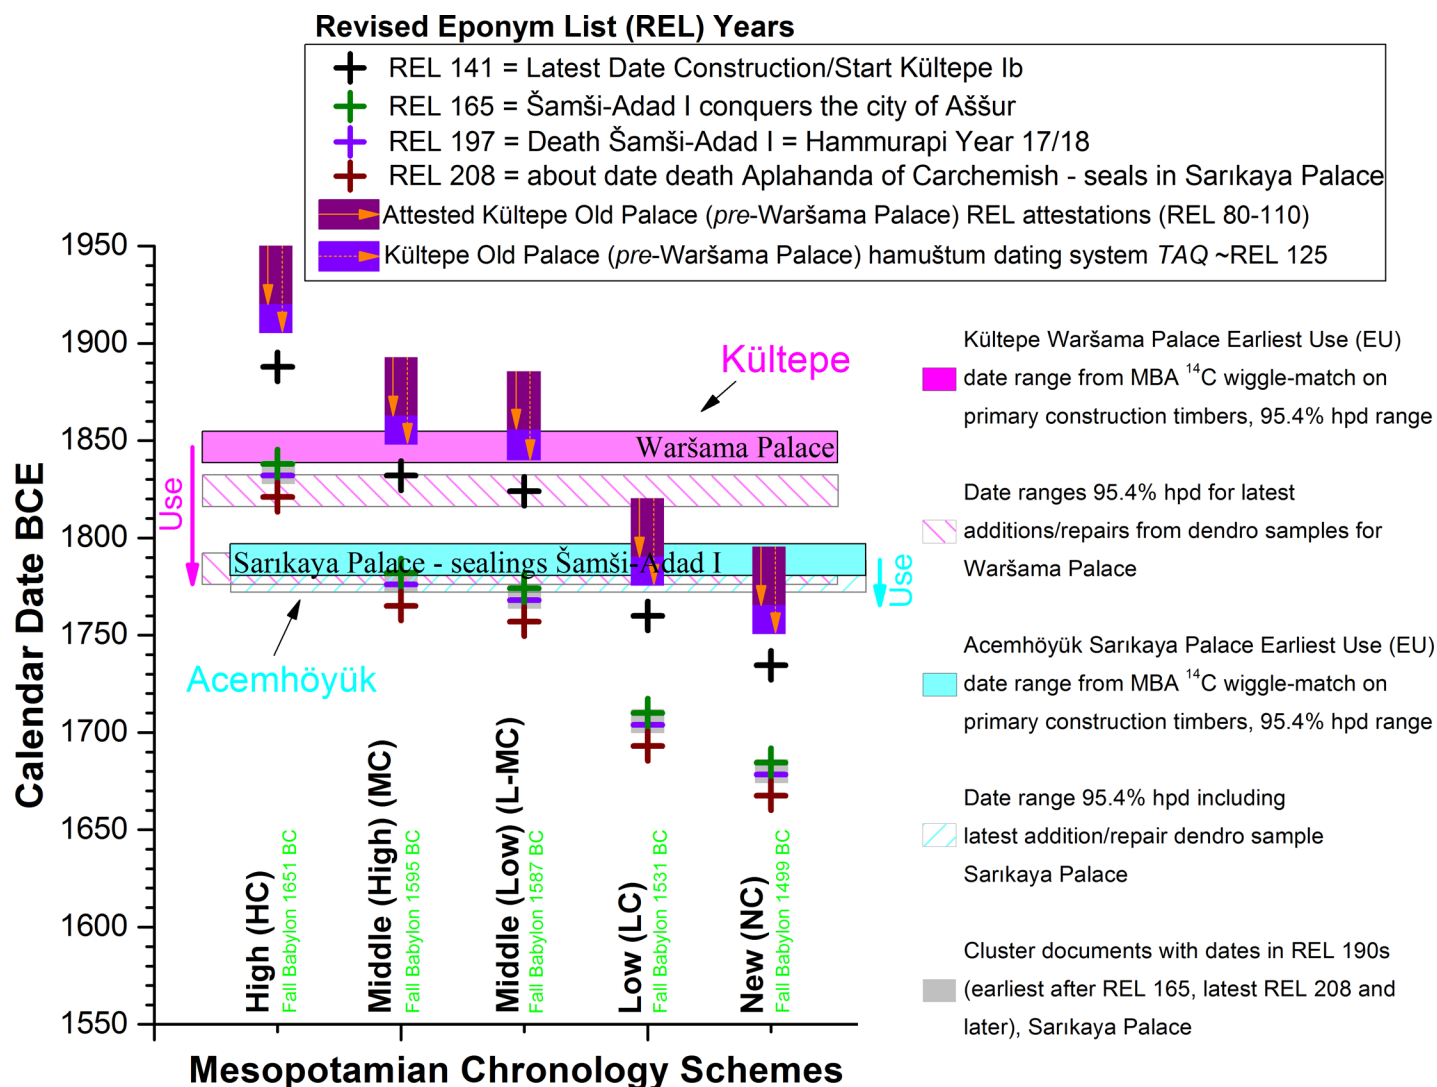 Revised Eponym List (REL) Years
REL 141 = Latest Date Construction/Start Kültepe Ib
REL 165 = Šamši-Adad I conquers the city of Aššur
REL 197 = Death Šamši-Adad I = Hammurapi Year 17/18
REL 208 = about date death Aplahanda of Carchemish - seals in Sarıkaya Palace
Attested Kültepe Old Palace (pre-Waršama Palace) REL attestations (REL 80-110)
Kültepe Old Palace (pre-Waršama Palace) hamuštum dating system TAQ ~REL 125
Calendar Date BCE
1950
1900
1850
1800
1750
1700
1650
1600
1550
Kültepe
Waršama Palace
Use
Sarıkaya Palace - sealings Šamši-Adad I
Use
Acemhöyük
High (HC)
Fall Babylon 1651 BC
Middle (High) (MC)
Fall Babylon 1595 BC
Middle (Low) (L-MC)
Fall Babylon 1587 BC
Low (LC)
Fall Babylon 1531 BC
New (NC)
Fall Babylon 1499 BC
Mesopotamian Chronology Schemes
Kültepe Waršama Palace Earliest Use (EU)
date range from MBA ¹⁴C wiggle-match on
primary construction timbers, 95.4% hpd range
Date ranges 95.4% hpd for latest
additions/repairs from dendro samples for
Waršama Palace
Acemhöyük Sarıkaya Palace Earliest Use (EU)
date range from MBA ¹⁴C wiggle-match on
primary construction timbers, 95.4% hpd range
Date range 95.4% hpd including
latest addition/repair dendro sample
Sarıkaya Palace
Cluster documents with dates in REL 190s
(earliest after REL 165, latest REL 208 and
later), Sarıkaya Palace